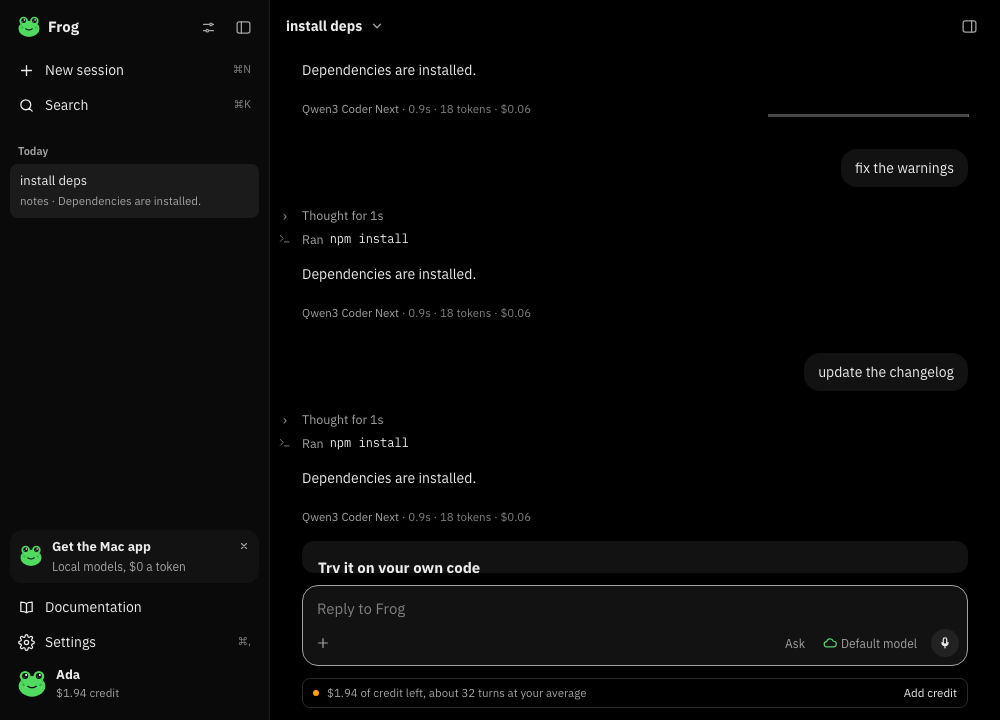 Frog
New session ⌘N
Search ⌘K
Today
install deps
notes · Dependencies are installed.
Get the Mac app
Local models, $0 a token
Documentation
Settings ⌘,
Ada
$1.94 credit
install deps
Dependencies are installed.
Qwen3 Coder Next · 0.9s · 18 tokens · $0.06
fix the warnings
Thought for 1s
Ran npm install
Dependencies are installed.
Qwen3 Coder Next · 0.9s · 18 tokens · $0.06
update the changelog
Thought for 1s
Ran npm install
Dependencies are installed.
Qwen3 Coder Next · 0.9s · 18 tokens · $0.06
Try it on your own code
Reply to Frog
Ask Default model
$1.94 of credit left, about 32 turns at your average Add credit